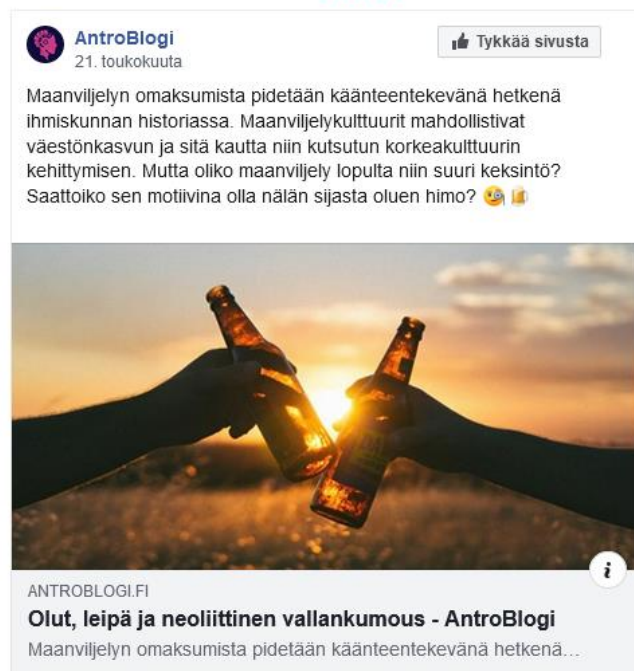 AntroBlogi
Tykkää sivusta
21. toukokuuta
Maanviljelyn omaksumista pidetään käänteentekevänä hetkenä
ihmiskunnan historiassa. Maanviljelykulttuurit mahdollistivat
väestönkasvun ja sitä kautta niin kutsutun korkeakulttuurin
kehittymisen. Mutta oliko maanviljely lopulta niin suuri keksintö?
Saattoiko sen motiivina olla nälän sijasta oluen himo? 🧐🍺
ANTROBLOGI.FI
Olut, leipä ja neoliittinen vallankumous - AntroBlogi
Maanviljelyn omaksumista pidetään käänteentekevänä hetkenä…